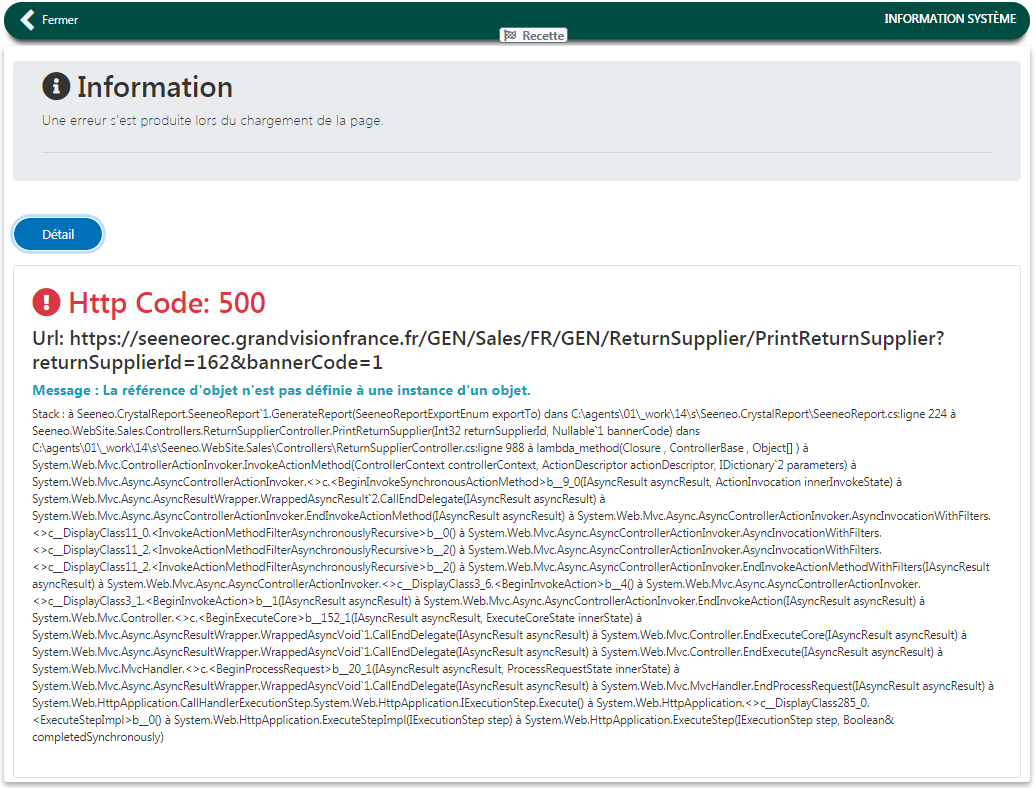 Fermer
INFORMATION SYSTÈME
Recette
Information
Une erreur s'est produite lors du chargement de la page.
Détail
Http Code: 500
Url: https://seeneorec.grandvisionfrance.fr/GEN/Sales/FR/GEN/ReturnSupplier/PrintReturnSupplier?
returnSupplierId=162&bannerCode=1
Message : La référence d'objet n'est pas définie à une instance d'un objet.
Stack : à Seeneo.CrystalReport.SeeneoReport`1.GenerateReport(SeeneoReportExportEnum exportTo) dans C:\agents\01\_work\14\s\Seeneo.CrystalReport\SeeneoReport.cs:ligne 224 à
Seeneo.WebSite.Sales.Controllers.ReturnSupplierController.PrintReturnSupplier(Int32 returnSupplierId, Nullable`1 bannerCode) dans
C:\agents\01\_work\14\s\Seeneo.WebSite.Sales\Controllers\ReturnSupplierController.cs:ligne 988 à lambda_method(Closure , ControllerBase , Object[] ) à
System.Web.Mvc.ControllerActionInvoker.InvokeActionMethod(ControllerContext controllerContext, ActionDescriptor actionDescriptor, IDictionary`2 parameters) à
System.Web.Mvc.Async.AsyncControllerActionInvoker.<>c.<BeginInvokeSynchronousActionMethod>b__9_0(IAsyncResult asyncResult, ActionInvocation innerInvokeState) à
System.Web.Mvc.Async.AsyncResultWrapper.WrappedAsyncResult`2.CallEndDelegate(IAsyncResult asyncResult) à
System.Web.Mvc.Async.AsyncControllerActionInvoker.EndInvokeActionMethod(IAsyncResult asyncResult) à System.Web.Mvc.Async.AsyncControllerActionInvoker.AsyncInvocationWithFilters.
<>c__DisplayClass11_0.<InvokeActionMethodFilterAsynchronouslyRecursive>b__0() à System.Web.Mvc.Async.AsyncControllerActionInvoker.AsyncInvocationWithFilters.
<>c__DisplayClass11_2.<InvokeActionMethodFilterAsynchronouslyRecursive>b__2() à System.Web.Mvc.Async.AsyncControllerActionInvoker.AsyncInvocationWithFilters.
<>c__DisplayClass11_2.<InvokeActionMethodFilterAsynchronouslyRecursive>b__2() à System.Web.Mvc.Async.AsyncControllerActionInvoker.EndInvokeActionMethodWithFilters(IAsyncResult
asyncResult) à System.Web.Mvc.Async.AsyncControllerActionInvoker.<>c__DisplayClass3_6.<BeginInvokeAction>b__4() à System.Web.Mvc.Async.AsyncControllerActionInvoker.
<>c__DisplayClass3_1.<BeginInvokeAction>b__1(IAsyncResult asyncResult) à System.Web.Mvc.Async.AsyncControllerActionInvoker.EndInvokeAction(IAsyncResult asyncResult) à
System.Web.Mvc.Controller.<>c.<BeginExecuteCore>b__152_1(IAsyncResult asyncResult, ExecuteCoreState innerState) à
System.Web.Mvc.Async.AsyncResultWrapper.WrappedAsyncVoid`1.CallEndDelegate(IAsyncResult asyncResult) à System.Web.Mvc.Controller.EndExecuteCore(IAsyncResult asyncResult) à
System.Web.Mvc.Async.AsyncResultWrapper.WrappedAsyncVoid`1.CallEndDelegate(IAsyncResult asyncResult) à System.Web.Mvc.Controller.EndExecute(IAsyncResult asyncResult) à
System.Web.Mvc.MvcHandler.<>c.<BeginProcessRequest>b__20_1(IAsyncResult asyncResult, ProcessRequestState innerState) à
System.Web.Mvc.Async.AsyncResultWrapper.WrappedAsyncVoid`1.CallEndDelegate(IAsyncResult asyncResult) à System.Web.Mvc.MvcHandler.EndProcessRequest(IAsyncResult asyncResult) à
System.Web.HttpApplication.CallHandlerExecutionStep.System.Web.HttpApplication.IExecutionStep.Execute() à System.Web.HttpApplication.<>c__DisplayClass285_0.
<ExecuteStepImpl>b__0() à System.Web.HttpApplication.ExecuteStepImpl(IExecutionStep step) à System.Web.HttpApplication.ExecuteStep(IExecutionStep step, Boolean&
completedSynchronously)